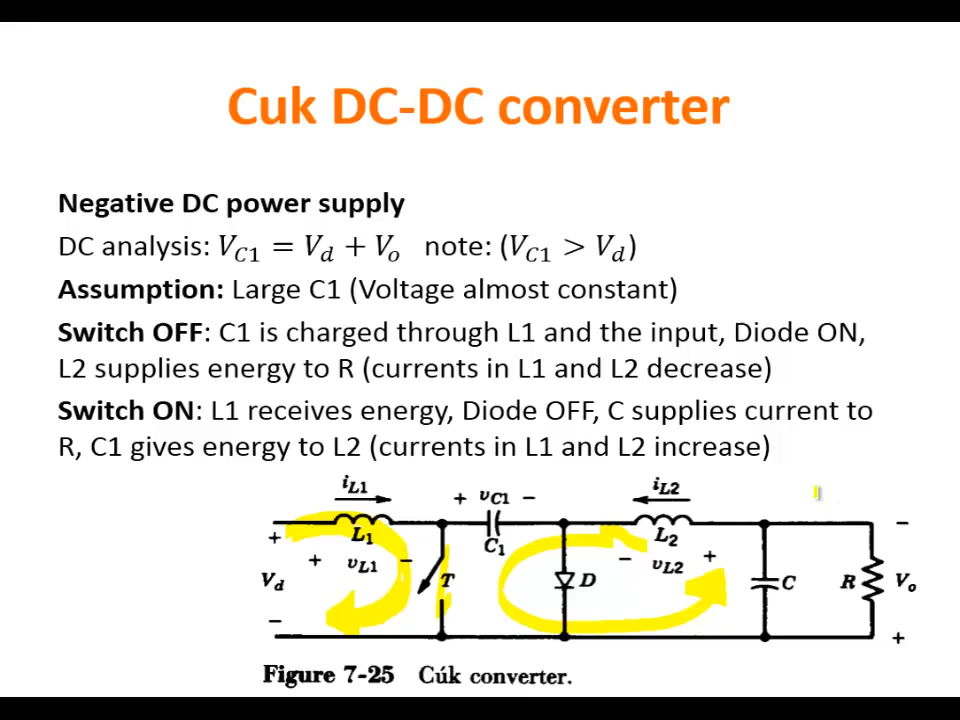 Cuk DC-DC converter
Negative DC power supply
DC analysis: V_{C1} = V_d + V_o note: (V_{C1} > V_d)
Assumption: Large C1 (Voltage almost constant)
Switch OFF: C1 is charged through L1 and the input, Diode ON,
L2 supplies energy to R (currents in L1 and L2 decrease)
Switch ON: L1 receives energy, Diode OFF, C supplies current to
R, C1 gives energy to L2 (currents in L1 and L2 increase)
i_{L1} + v_{C1} − i_{L2}
+ L_1 C_1 L_2 −
+ v_{L1} − − v_{L2} +
V_d T D C R V_o
− +
Figure 7-25 Cúk converter.